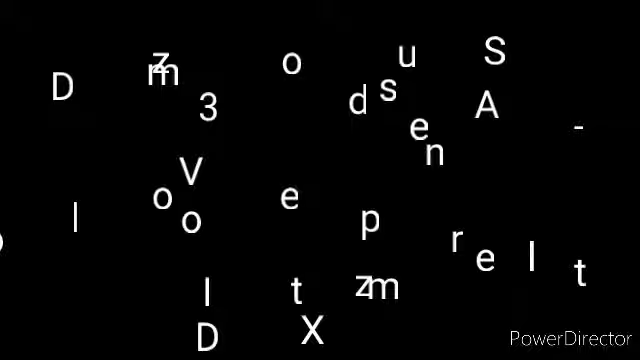 z o u S
D m 3 d s e A -
V n
l o o e p r e l t
l t zm
D X
PowerDirector